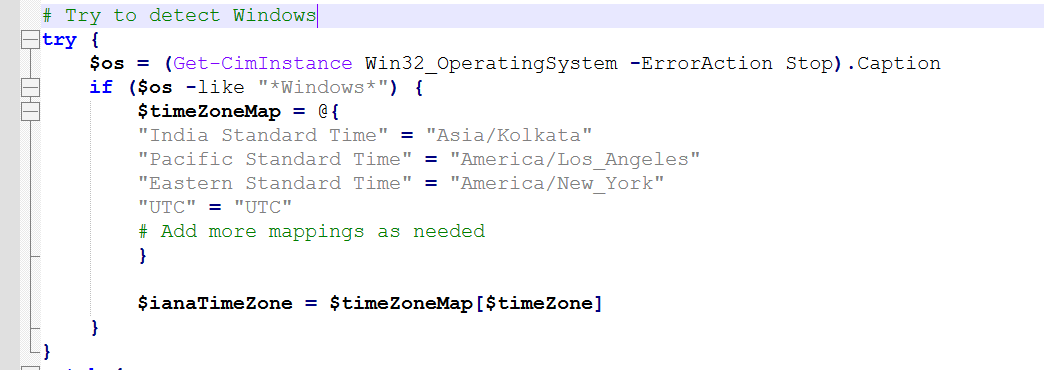 # Try to detect Windows
try {
$os = (Get-CimInstance Win32_OperatingSystem -ErrorAction Stop).Caption
if ($os -like "*Windows*") {
$timeZoneMap = @{
"India Standard Time" = "Asia/Kolkata"
"Pacific Standard Time" = "America/Los_Angeles"
"Eastern Standard Time" = "America/New_York"
"UTC" = "UTC"
# Add more mappings as needed
}
$ianaTimeZone = $timeZoneMap[$timeZone]
}
}